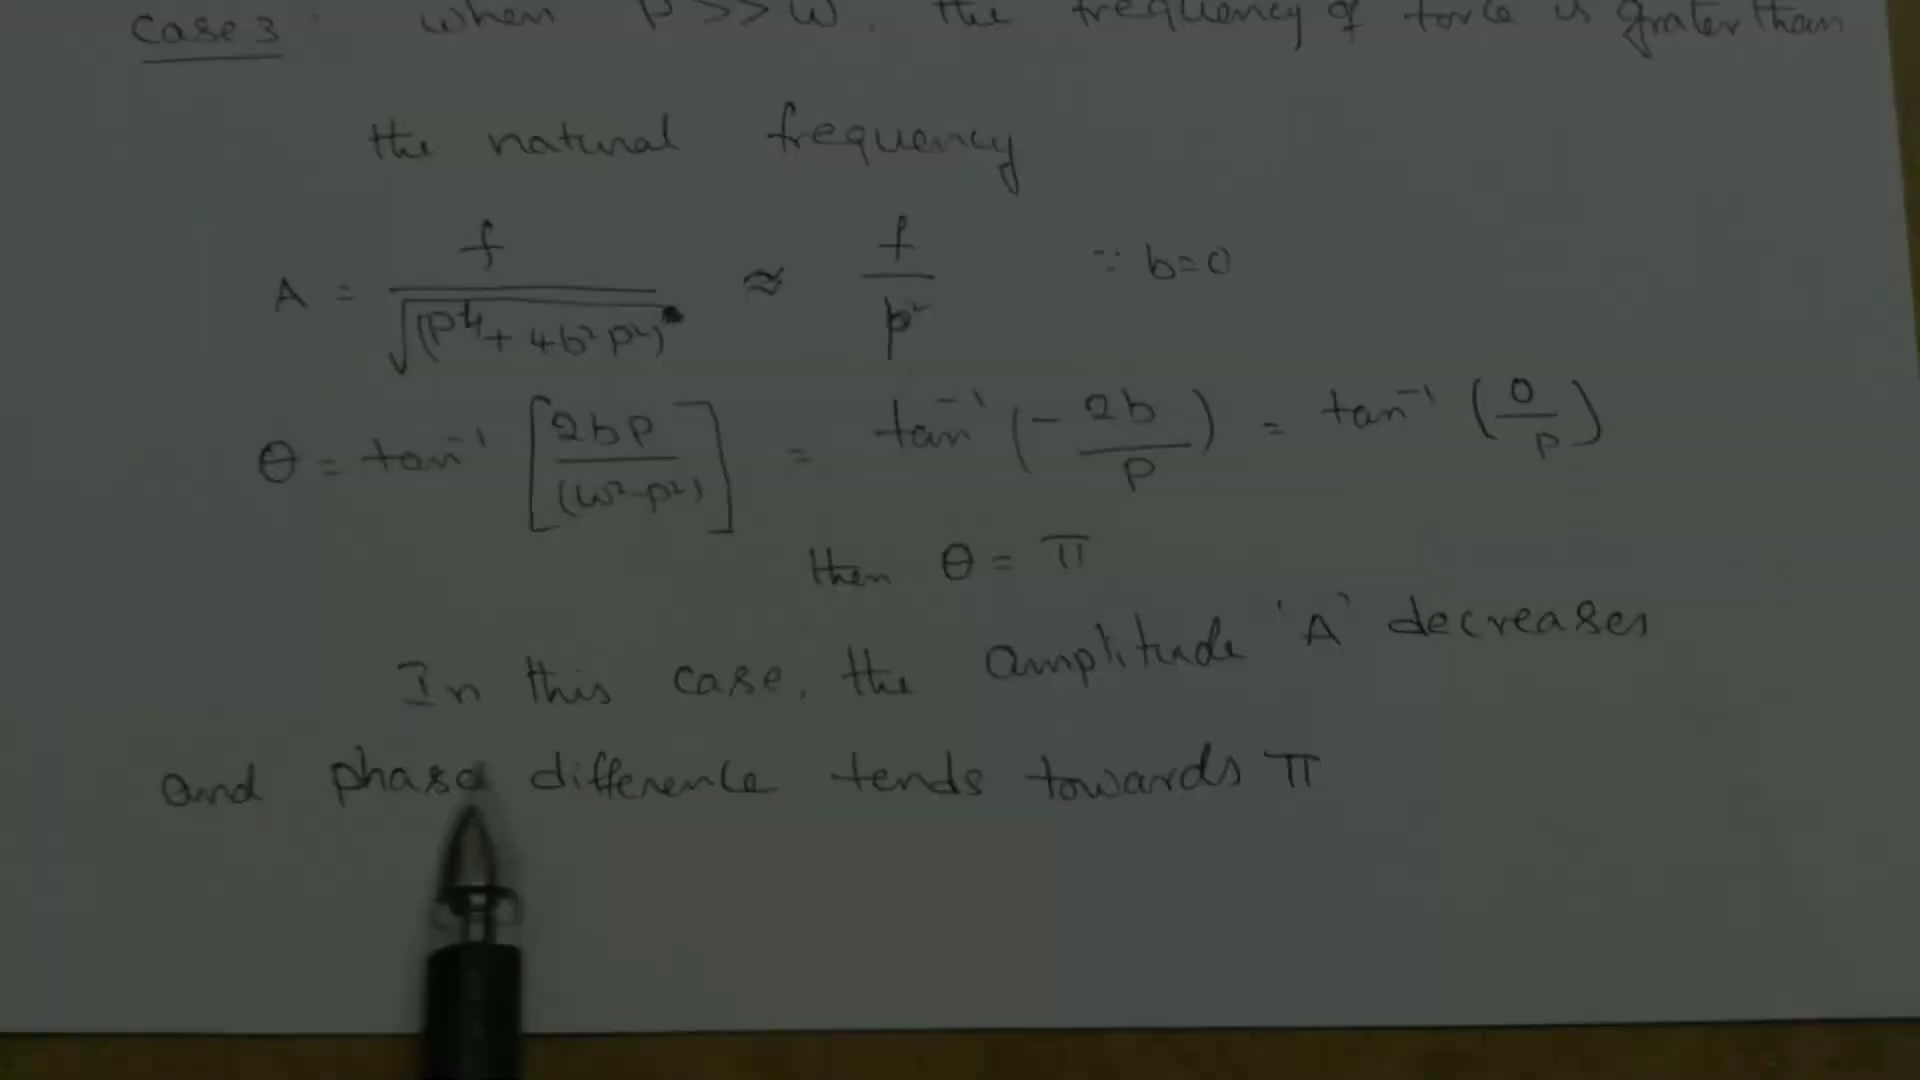 Case 3: when P >> ω. the frequency of force is grater than
the natural frequency
A = f / √(p⁴ + 4b²p²) ≈ f / p² ∵ b=0
θ = tan⁻¹ [2bp / (ω²-p²)] = tan⁻¹ (- 2b / p) = tan⁻¹ (0 / p)
then θ = π
In this case, the amplitude 'A' decreases
and phase difference tends towards π